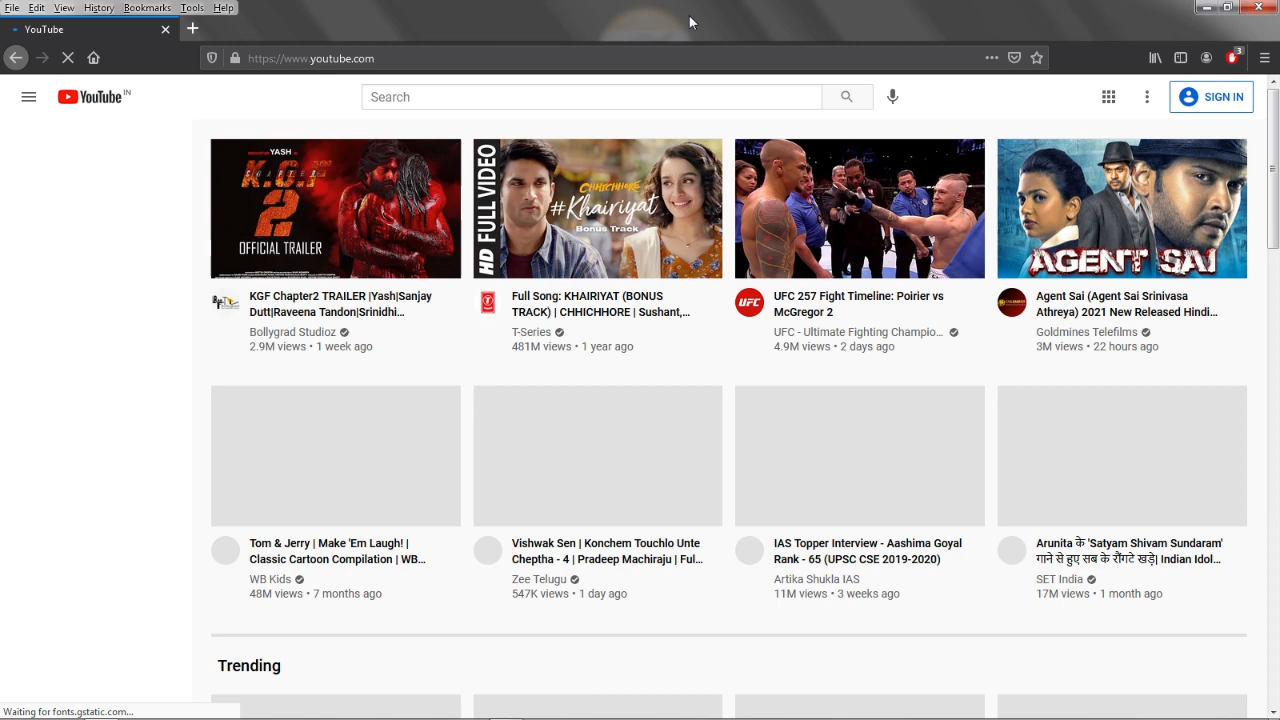 File Edit View History Bookmarks Tools Help
YouTube
https://www.youtube.com
3
YouTube IN
Search
SIGN IN
YASH
K.G.F
CHAPTER
2
OFFICIAL TRAILER
HD FULL VIDEO
CHHICHHORE
#Khairiyat
Bonus Track
AGENT SAI
KGF Chapter2 TRAILER |Yash|Sanjay
Dutt|Raveena Tandon|Srinidhi...
Bollygrad Studioz
2.9M views • 1 week ago
Full Song: KHAIRIYAT (BONUS
TRACK) | CHHICHHORE | Sushant,...
T-Series
481M views • 1 year ago
UFC
UFC 257 Fight Timeline: Poirier vs
McGregor 2
UFC - Ultimate Fighting Champio...
4.9M views • 2 days ago
Agent Sai (Agent Sai Srinivasa
Athreya) 2021 New Released Hindi...
Goldmines Telefilms
3M views • 22 hours ago
Tom & Jerry | Make 'Em Laugh! |
Classic Cartoon Compilation | WB...
WB Kids
48M views • 7 months ago
Vishwak Sen | Konchem Touchlo Unte
Cheptha - 4 | Pradeep Machiraju | Ful...
Zee Telugu
547K views • 1 day ago
IAS Topper Interview - Aashima Goyal
Rank - 65 (UPSC CSE 2019-2020)
Artika Shukla IAS
11M views • 3 weeks ago
Arunita के 'Satyam Shivam Sundaram'
गाने से हुए सब के रौंगटे खड़े| Indian Idol...
SET India
17M views • 1 month ago
Trending
Waiting for fonts.gstatic.com...